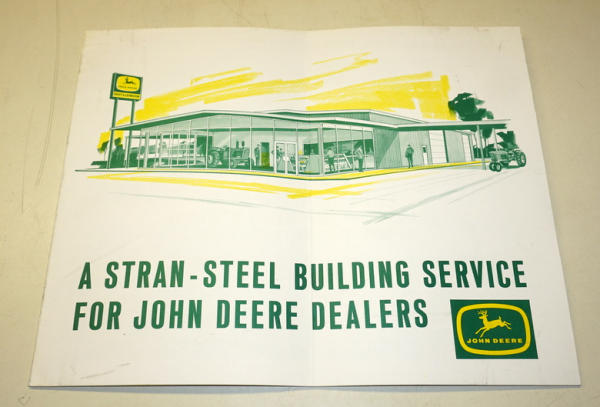 A STRAN-STEEL BUILDING SERVICE
FOR JOHN DEERE DEALERS
JOHN DEERE